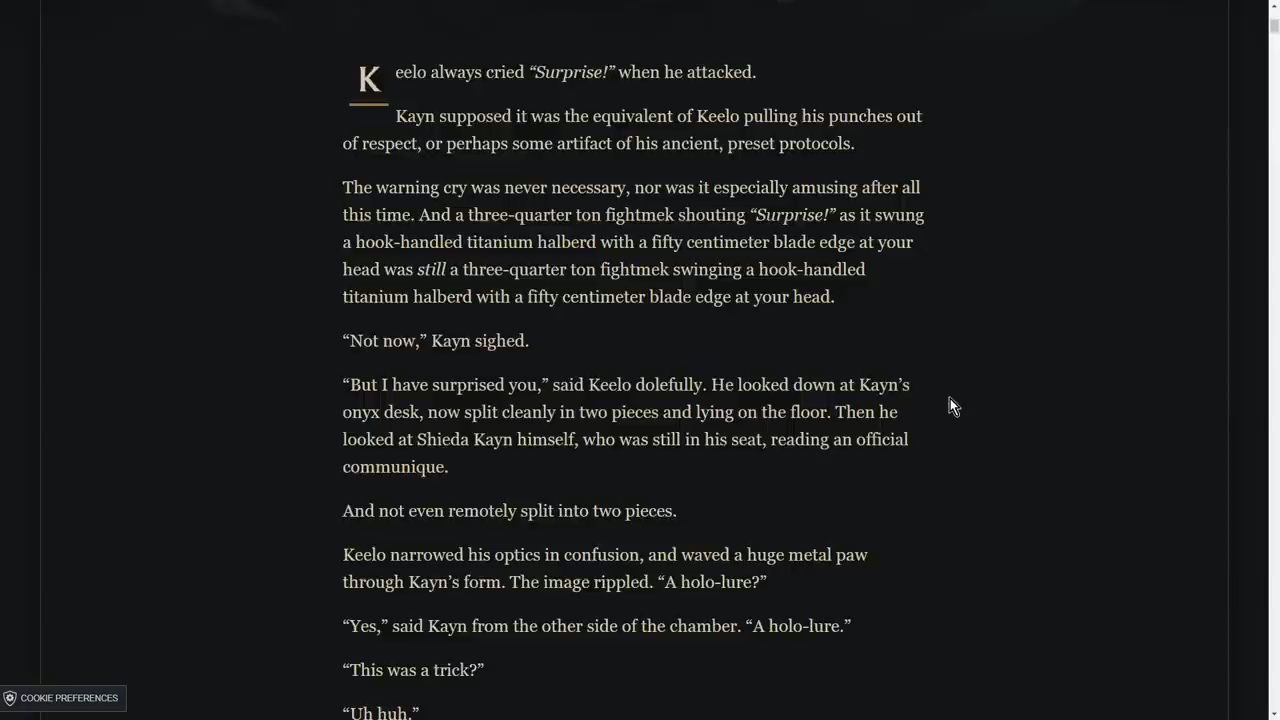 Keelo always cried “Surprise!” when he attacked.
Kayn supposed it was the equivalent of Keelo pulling his punches out
of respect, or perhaps some artifact of his ancient, preset protocols.
The warning cry was never necessary, nor was it especially amusing after all
this time. And a three-quarter ton fightmek shouting “Surprise!” as it swung
a hook-handled titanium halberd with a fifty centimeter blade edge at your
head was still a three-quarter ton fightmek swinging a hook-handled
titanium halberd with a fifty centimeter blade edge at your head.
“Not now,” Kayn sighed.
“But I have surprised you,” said Keelo dolefully. He looked down at Kayn’s
onyx desk, now split cleanly in two pieces and lying on the floor. Then he
looked at Shieda Kayn himself, who was still in his seat, reading an official
communique.
And not even remotely split into two pieces.
Keelo narrowed his optics in confusion, and waved a huge metal paw
through Kayn’s form. The image rippled. “A holo-lure?”
“Yes,” said Kayn from the other side of the chamber. “A holo-lure.”
“This was a trick?”
“Uh huh.”
COOKIE PREFERENCES